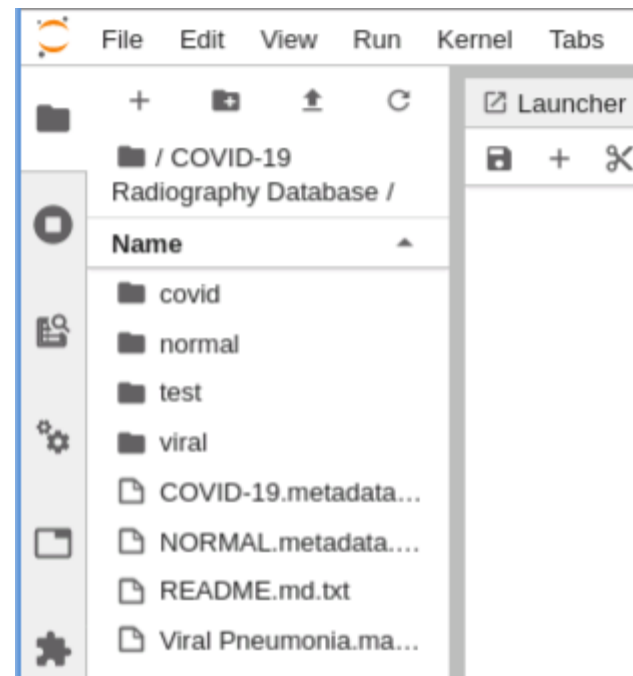 File Edit View Run Kernel Tabs
Launcher
/ COVID-19
Radiography Database /
Name
covid
normal
test
viral
COVID-19.metadata...
NORMAL.metadata....
README.md.txt
Viral Pneumonia.ma...